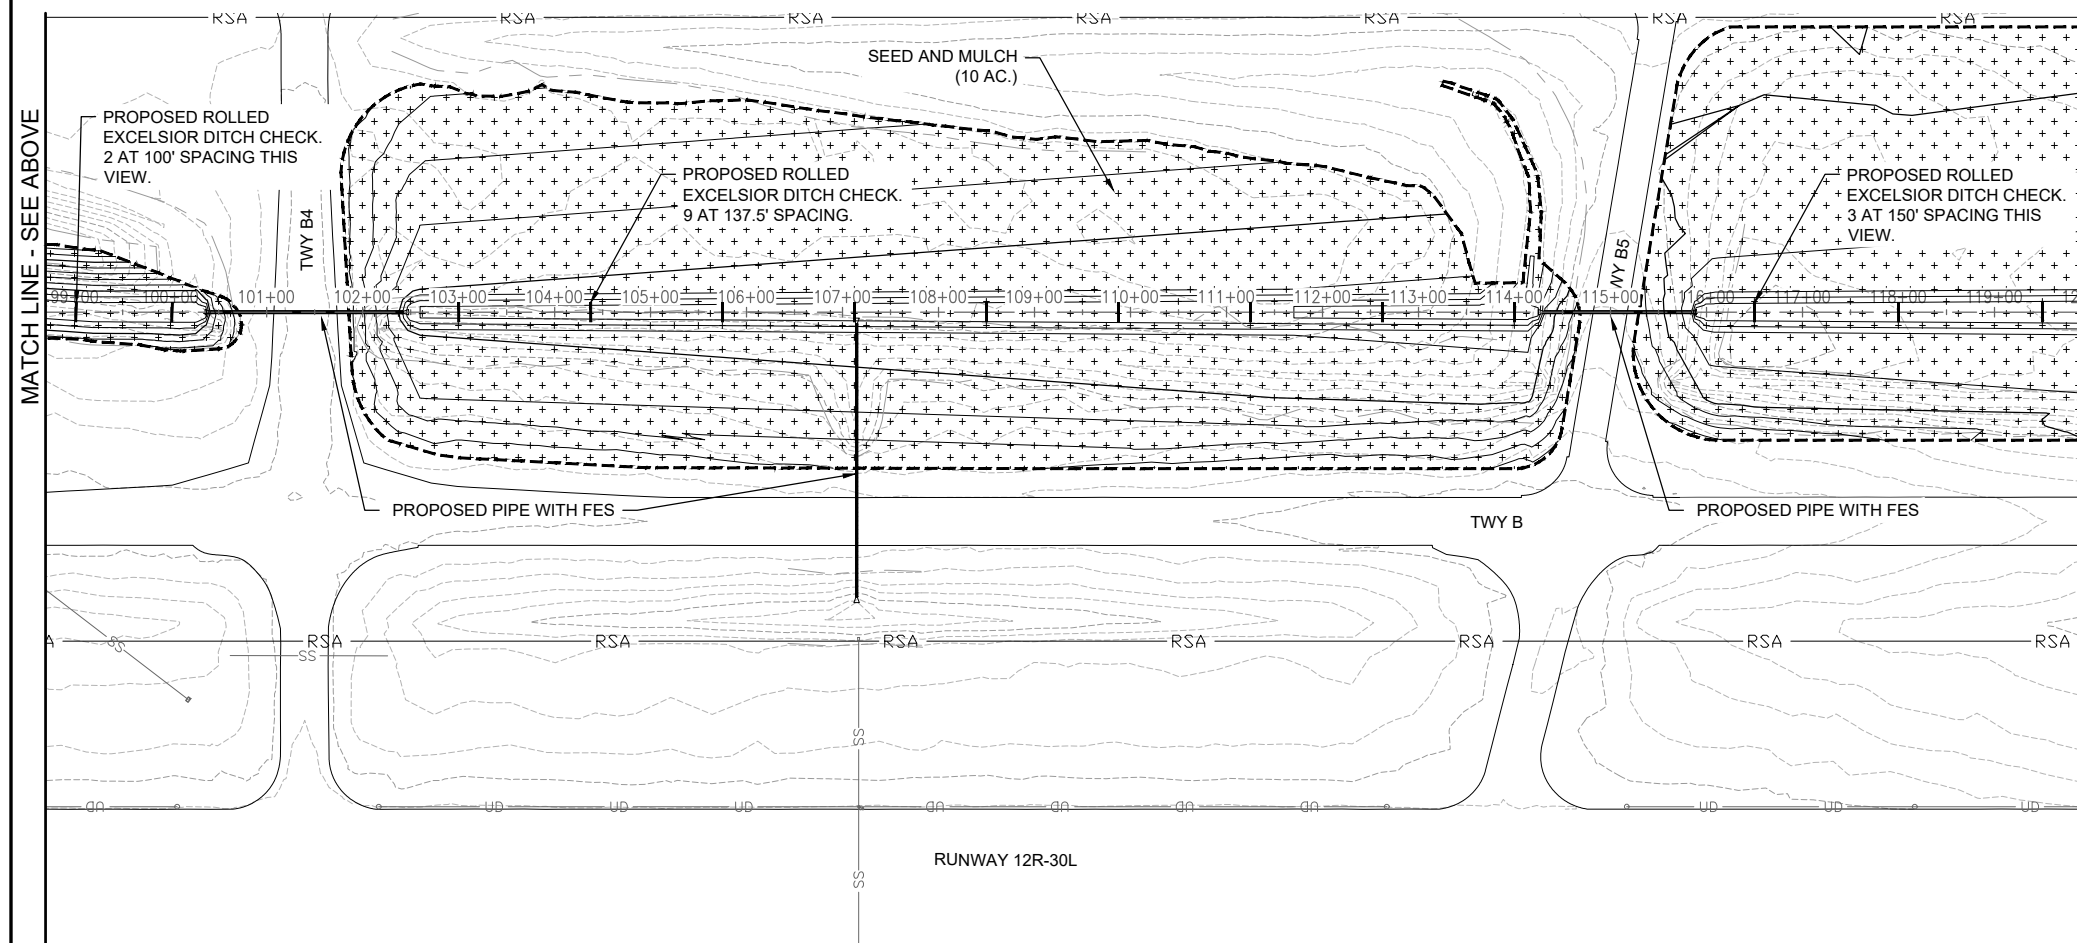 RSA RSA RSA RSA RSA RSA RSA
MATCH LINE - SEE ABOVE
PROPOSED ROLLED
EXCELSIOR DITCH CHECK.
2 AT 100' SPACING THIS
VIEW.
TWY B4
SEED AND MULCH
(10 AC.)
PROPOSED ROLLED
EXCELSIOR DITCH CHECK.
9 AT 137.5' SPACING.
PROPOSED ROLLED
EXCELSIOR DITCH CHECK.
3 AT 150' SPACING THIS
VIEW.
WY B5
99+00 100+00 101+00 102+00 103+00 104+00 105+00 106+00 107+00 108+00 109+00 110+00 111+00 112+00 113+00 114+00 115+00 116+00 117+00 118+00 119+00
PROPOSED PIPE WITH FES
TWY B
PROPOSED PIPE WITH FES
RSA RSA RSA RSA RSA RSA RSA
SS
SS
SS
UD UD UD UD UD UD UD UD UD UD
RUNWAY 12R-30L
SS